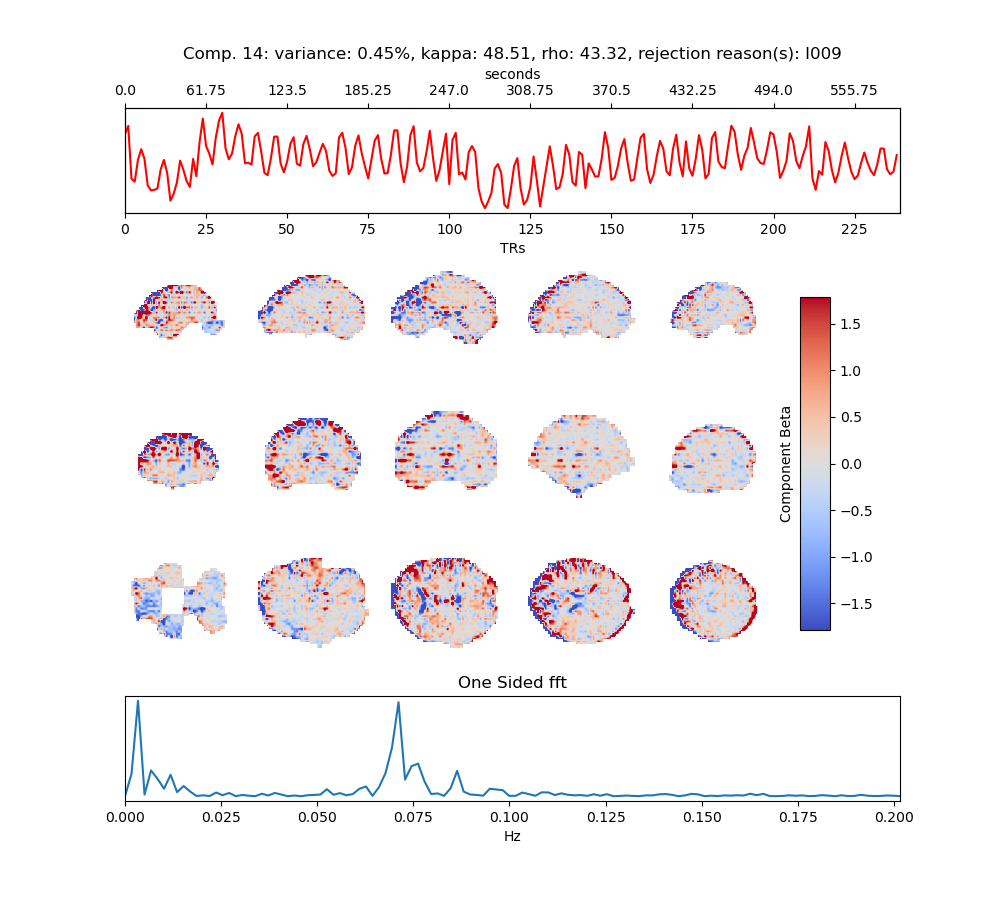 Comp. 14: variance: 0.45%, kappa: 48.51, rho: 43.32, rejection reason(s): I009
seconds
0.0 61.75 123.5 185.25 247.0 308.75 370.5 432.25 494.0 555.75
0 25 50 75 100 125 150 175 200 225
TRs
1.5
1.0
0.5
0.0
−0.5
−1.0
−1.5
Component Beta
One Sided fft
0.000 0.025 0.050 0.075 0.100 0.125 0.150 0.175 0.200
Hz